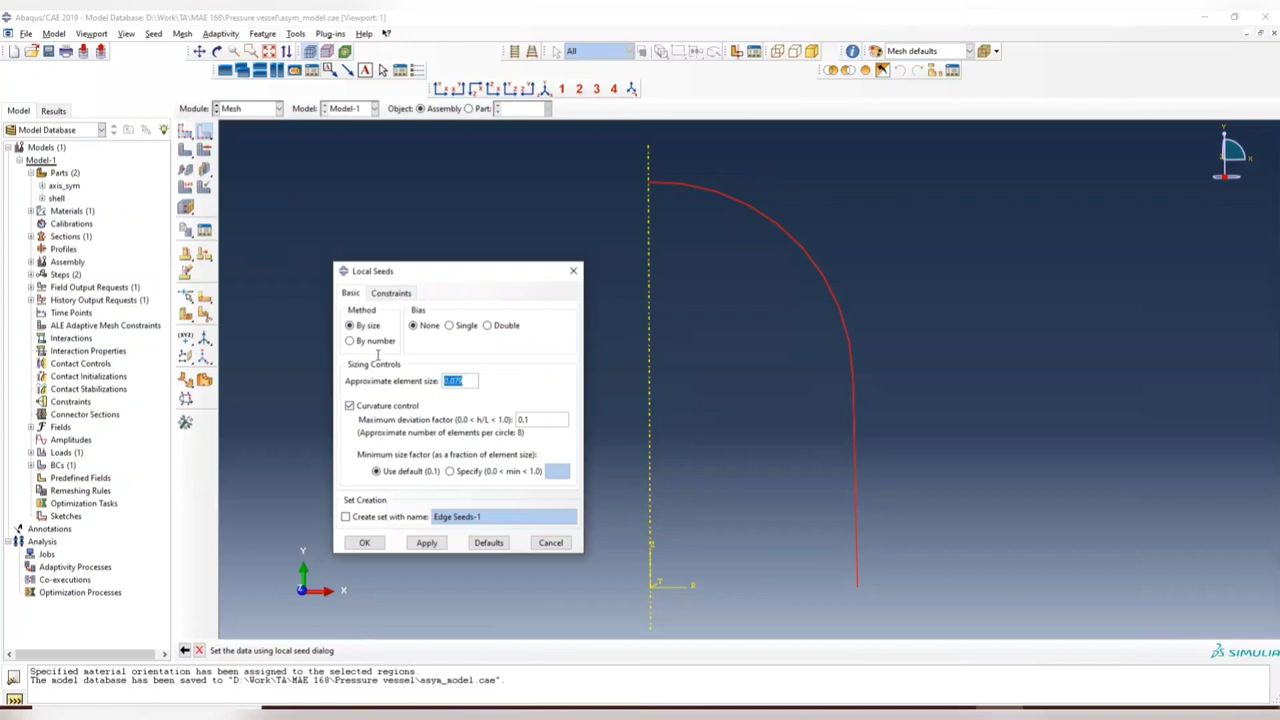 Abaqus/CAE 2019 - Model Database: D:\Work\TA\MAE 168\Pressure vessel\asym_model.cae [Viewport: 1]
File Model Viewport View Seed Mesh Adaptivity Feature Tools Plug-ins Help
All
Mesh defaults
1 2 3 4
Model Results
Module: Mesh Model: Model-1 Object: Assembly Part:
Model Database
Models (1)
Model-1
Parts (2)
axis_sym
shell
Materials (1)
Calibrations
Sections (1)
Profiles
Assembly
Steps (2)
Field Output Requests (1)
History Output Requests (1)
Time Points
ALE Adaptive Mesh Constraints
Interactions
Interaction Properties
Contact Controls
Contact Initializations
Contact Stabilizations
Constraints
Connector Sections
Fields
Amplitudes
Loads (1)
BCs (1)
Predefined Fields
Remeshing Rules
Optimization Tasks
Sketches
Annotations
Analysis
Jobs
Adaptivity Processes
Co-executions
Optimization Processes
Local Seeds
Basic Constraints
Method Bias
By size None Single Double
By number
Sizing Controls
Approximate element size:
Curvature control
Maximum deviation factor (0.0 < h/L < 1.0): 0.1
(Approximate number of elements per circle: 8)
Minimum size factor (as a fraction of element size):
Use default (0.1) Specify (0.0 < min < 1.0)
Set Creation
Create set with name: Edge Seeds-1
OK Apply Defaults Cancel
Y
X
Z
Y
X
T
R
Set the data using local seed dialog
SIMULIA
Specified material orientation has been assigned to the selected regions.
The model database has been saved to "D:\Work\TA\MAE 168\Pressure vessel\asym_model.cae".